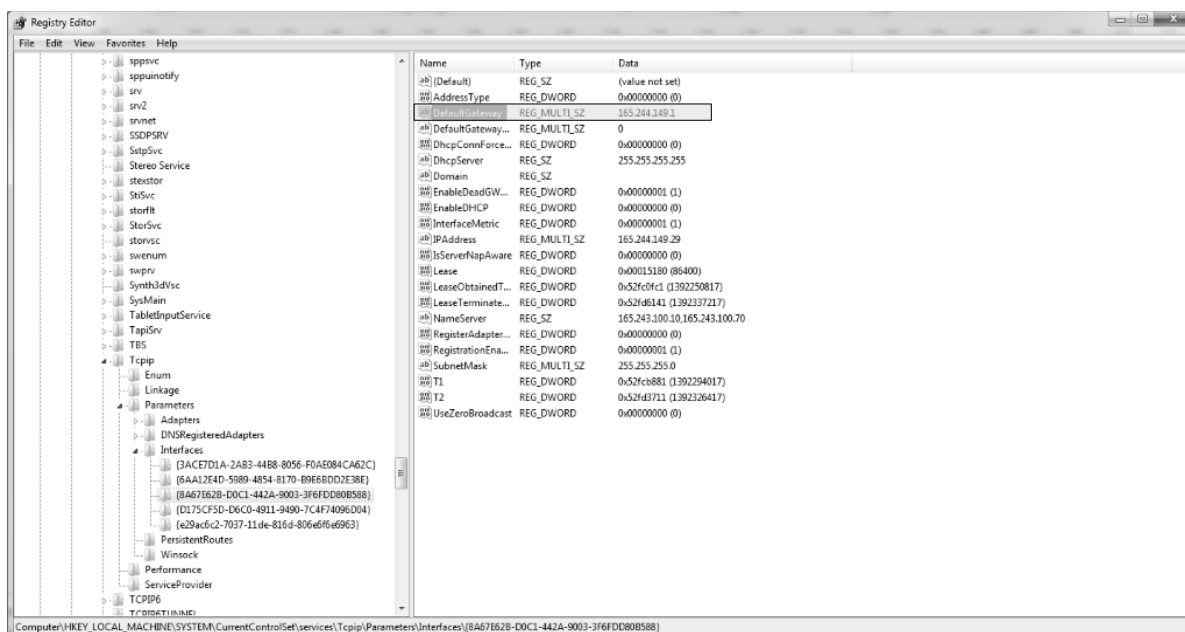 Registry Editor
File Edit View Favorites Help
sppsvc
sppuinotify
srv
srv2
srvnet
SSDPSRV
SstpSvc
Stereo Service
stexstor
StiSvc
storflt
StorSvc
storvsc
swenum
swprv
Synth3dVsc
SysMain
TabletInputService
TapiSrv
TBS
Tcpip
Enum
Linkage
Parameters
Adapters
DNSRegisteredAdapters
Interfaces
{3ACE7D1A-2AB3-44B8-8056-F0AE084CA62C}
{6AA12E4D-5989-4854-8170-B9E6BDD2E38E}
{8A67E62B-D0C1-442A-9003-3F6FDD80B588}
{D175CF5D-D6C0-4911-9490-7C4F74096D04}
{e29ac6c2-7037-11de-816d-806e6f6e6963}
PersistentRoutes
Winsock
Performance
ServiceProvider
TCPIP6
TCPIP6TUNNEL
Name Type Data
(Default) REG_SZ (value not set)
AddressType REG_DWORD 0x00000000 (0)
DefaultGateway REG_MULTI_SZ 165.244.149.1
DefaultGateway... REG_MULTI_SZ 0
DhcpConnForce... REG_DWORD 0x00000000 (0)
DhcpServer REG_SZ 255.255.255.255
Domain REG_SZ
EnableDeadGW... REG_DWORD 0x00000001 (1)
EnableDHCP REG_DWORD 0x00000000 (0)
InterfaceMetric REG_DWORD 0x00000001 (1)
IPAddress REG_MULTI_SZ 165.244.149.29
IsServerNapAware REG_DWORD 0x00000000 (0)
Lease REG_DWORD 0x00015180 (86400)
LeaseObtainedT... REG_DWORD 0x52fc0fc1 (1392250817)
LeaseTerminate... REG_DWORD 0x52fd6141 (1392337217)
NameServer REG_SZ 165.243.100.10,165.243.100.70
RegisterAdapter... REG_DWORD 0x00000000 (0)
RegistrationEna... REG_DWORD 0x00000001 (1)
SubnetMask REG_MULTI_SZ 255.255.255.0
T1 REG_DWORD 0x52fcb881 (1392294017)
T2 REG_DWORD 0x52fd3711 (1392326417)
UseZeroBroadcast REG_DWORD 0x00000000 (0)
Computer\HKEY_LOCAL_MACHINE\SYSTEM\CurrentControlSet\services\Tcpip\Parameters\Interfaces\{8A67E62B-D0C1-442A-9003-3F6FDD80B588}